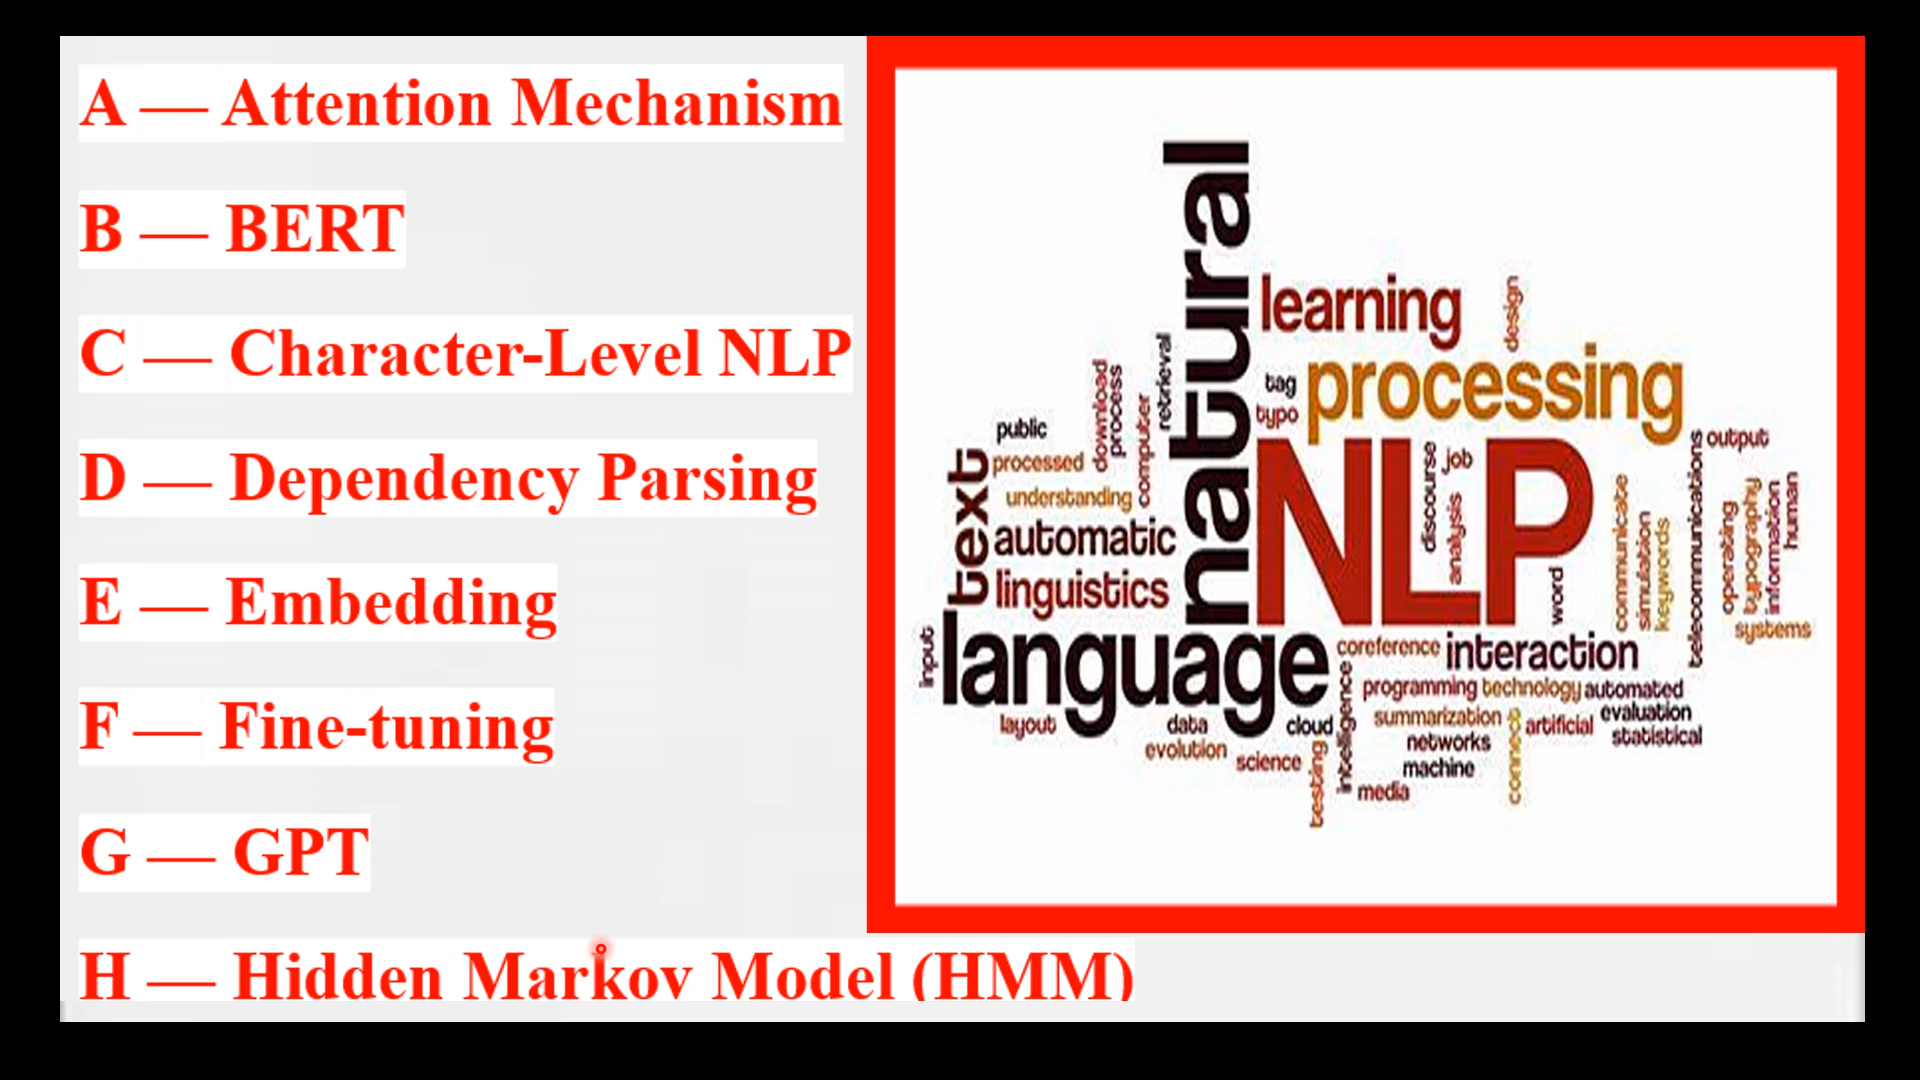 A — Attention Mechanism
B — BERT
C — Character-Level NLP
D — Dependency Parsing
E — Embedding
F — Fine-tuning
G — GPT
H — Hidden Markov Model (HMM)
natural
learning
design
retrieval
tag
processing
typo
download
process
computer
public
processed
understanding
text
automatic
linguistics
NLP
discourse
job
analysis
word
communicate
simulation
keywords
telecommunications
output
operating
typography
information
human
systems
input
language
coreference
interaction
intelligence
programming technology automated
layout
data
cloud
summarization
connect
artificial
evaluation
evolution
networks
statistical
science
testing
machine
media